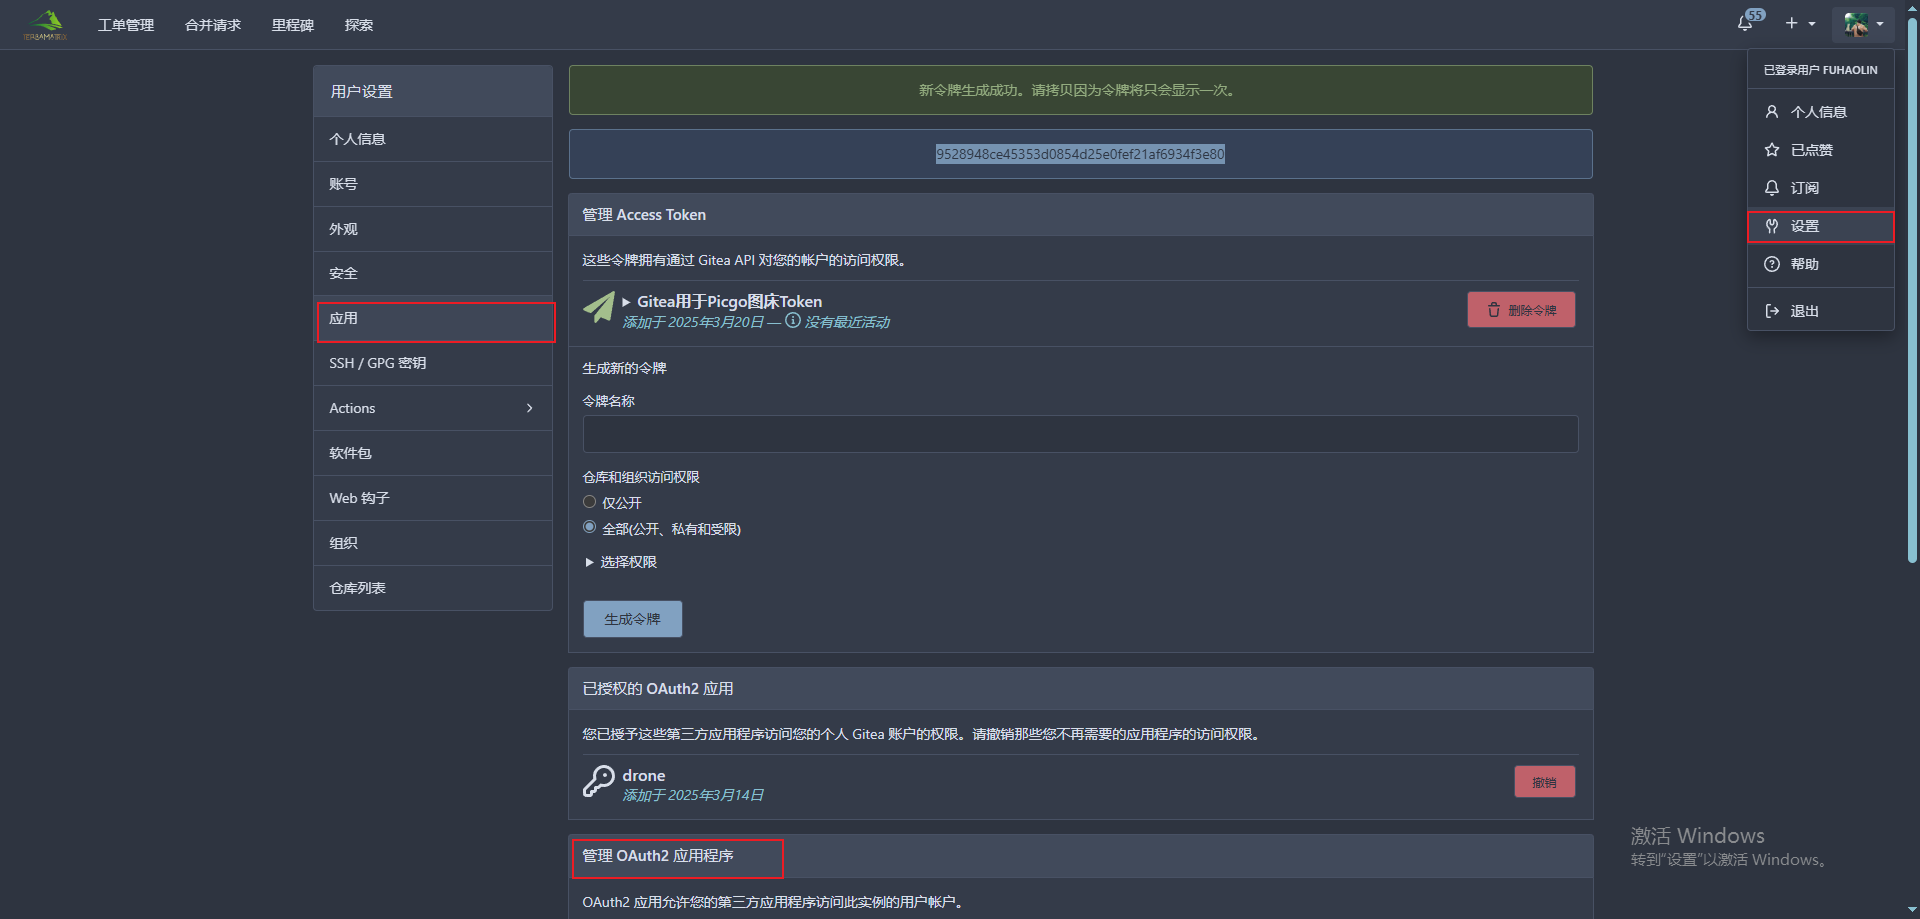 工单管理 合并请求 里程碑 探索
55
已登录用户 FUHAOLIN
个人信息
已点赞
订阅
设置
帮助
退出
用户设置
个人信息
账号
外观
安全
应用
SSH / GPG 密钥
Actions
软件包
Web 钩子
组织
仓库列表
新令牌生成成功。请拷贝因为令牌将只会显示一次。
9528948ce45353d0854d25e0fef21af6934f3e80
管理 Access Token
这些令牌拥有通过 Gitea API 对您的帐户的访问权限。
Gitea用于Picgo图床Token
添加于 2025年3月20日 — 没有最近活动
删除令牌
生成新的令牌
令牌名称
仓库和组织访问权限
仅公开
全部(公开、私有和受限)
选择权限
生成令牌
已授权的 OAuth2 应用
您已授予这些第三方应用程序访问您的个人 Gitea 账户的权限。请撤销那些您不再需要的应用程序的访问权限。
drone
添加于 2025年3月14日
撤销
管理 OAuth2 应用程序
OAuth2 应用允许您的第三方应用程序访问此实例的用户帐户。
激活 Windows
转到"设置"以激活 Windows。